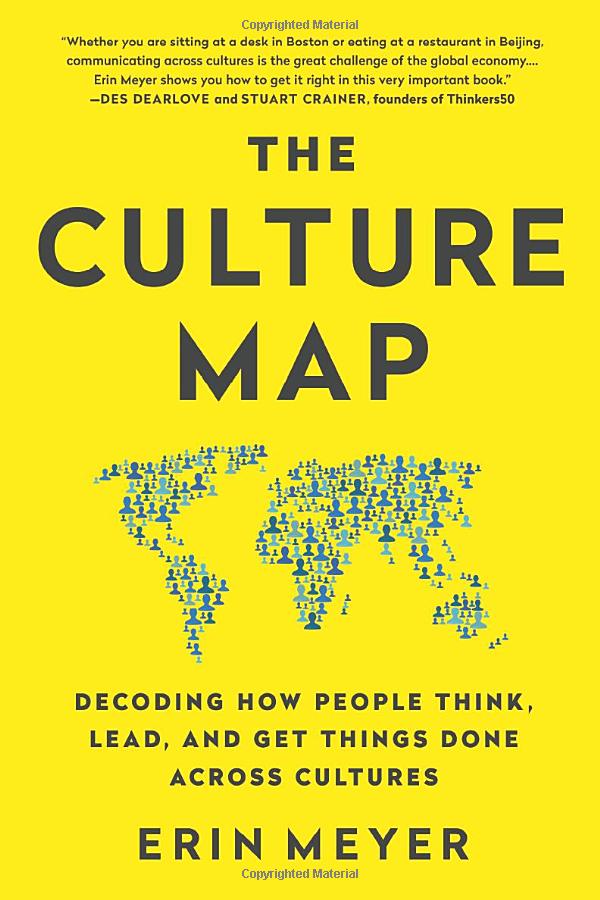 Copyrighted Material
“Whether you are sitting at a desk in Boston or eating at a restaurant in Beijing,
communicating across cultures is the great challenge of the global economy....
Erin Meyer shows you how to get it right in this very important book.”
—DES DEARLOVE and STUART CRAINER, founders of Thinkers50
THE
CULTURE
MAP
DECODING HOW PEOPLE THINK,
LEAD, AND GET THINGS DONE
ACROSS CULTURES
ERIN MEYER
Copyrighted Material